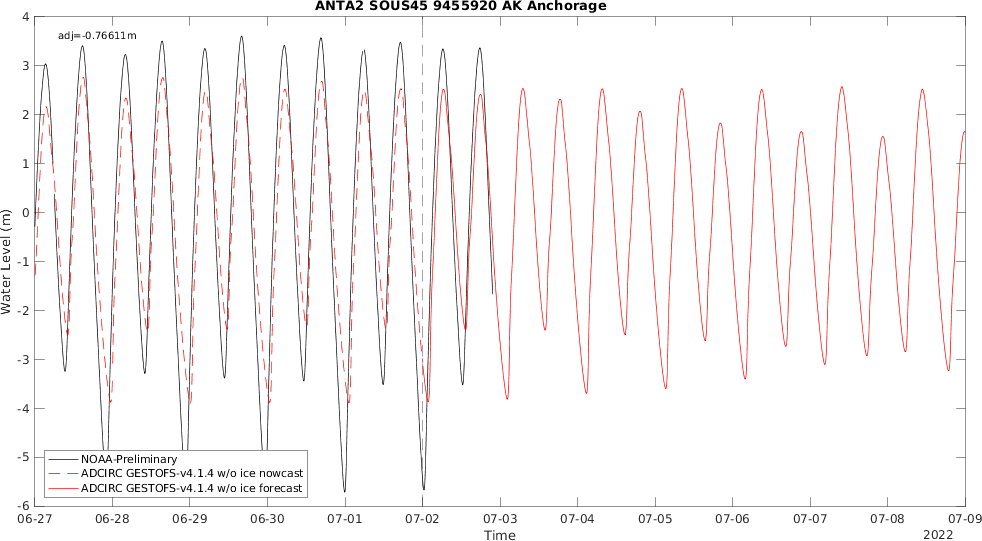 ANTA2 SOUS45 9455920 AK Anchorage
adj=-0.76611m
4
3
2
1
0
-1
-2
-3
-4
-5
-6
Water Level (m)
NOAA-Preliminary
ADCIRC GESTOFS-v4.1.4 w/o ice nowcast
ADCIRC GESTOFS-v4.1.4 w/o ice forecast
06-27 06-28 06-29 06-30 07-01 07-02 07-03 07-04 07-05 07-06 07-07 07-08 07-09
Time
2022